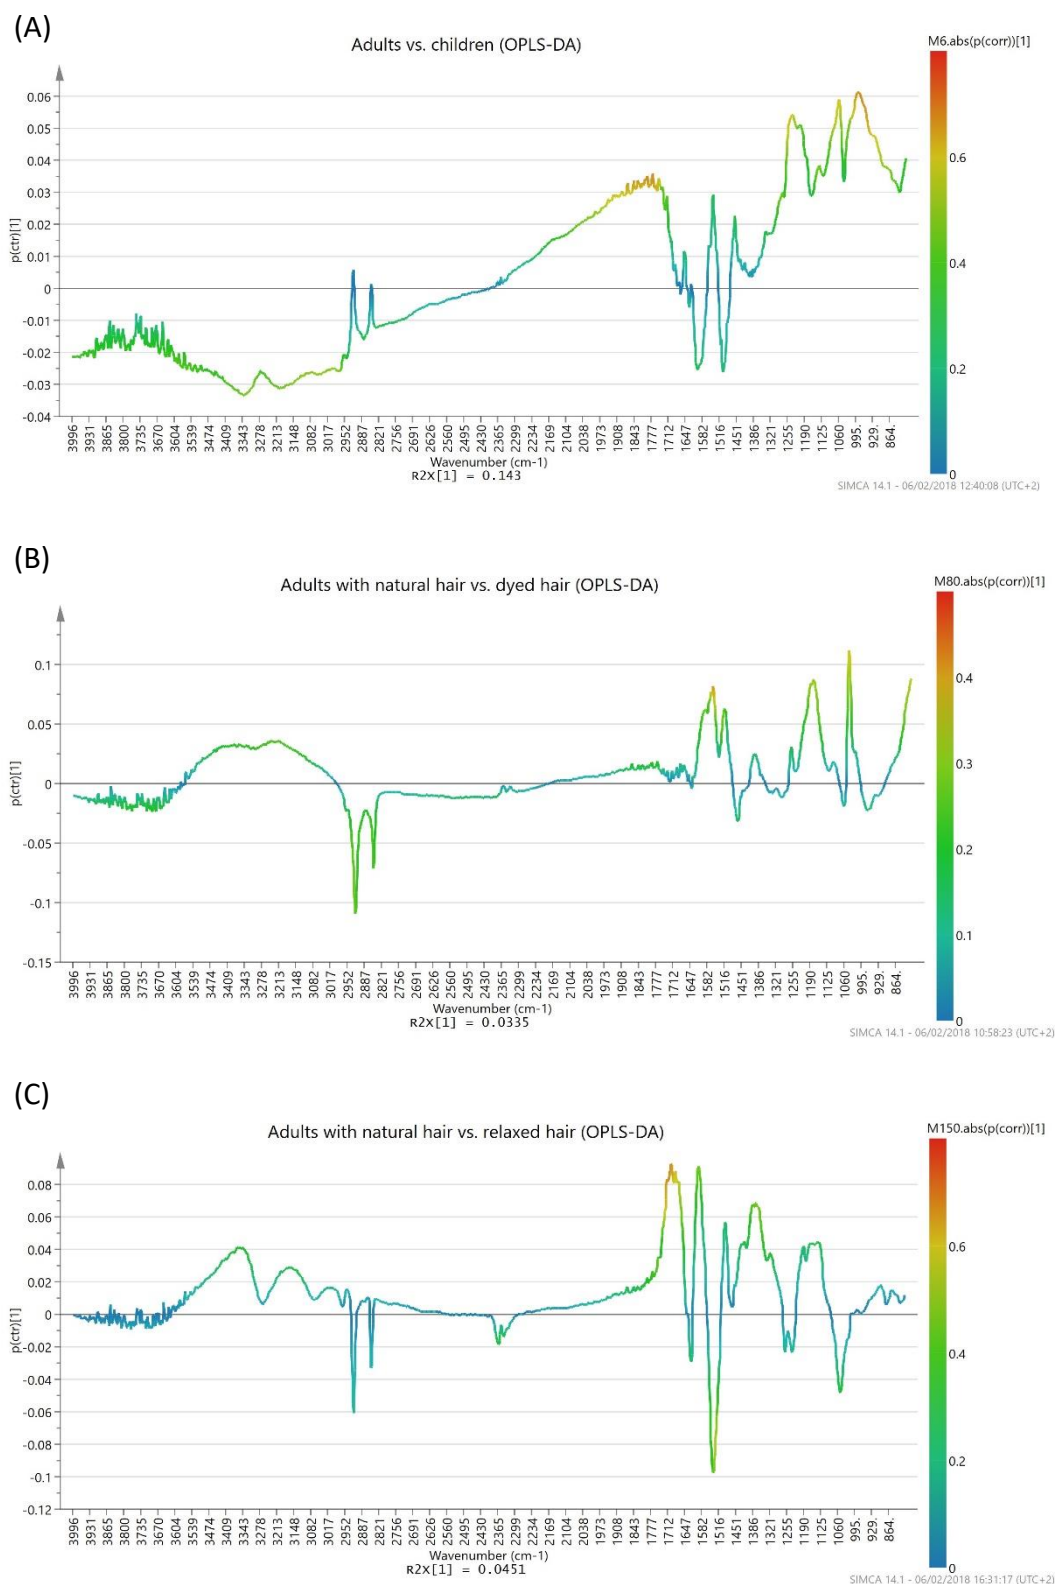 (A)
Adults vs. children (OPLS-DA)
M6.abs(p(corr))[1]
0.06
0.05
0.04
0.03
0.02
0.01
0
-0.01
-0.02
-0.03
-0.04
p(ctr)[1]
0.6
0.4
0.2
0
3996 3931 3865 3800 3735 3670 3604 3539 3474 3409 3343 3278 3213 3148 3082 3017 2952 2887 2821 2756 2691 2626 2560 2495 2430 2365 2299 2234 2169 2104 2038 1973 1908 1843 1777 1712 1647 1582 1516 1451 1386 1321 1255 1190 1125 1060 995. 929. 864.
Wavenumber (cm-1)
R2X[1] = 0.143
SIMCA 14.1 - 06/02/2018 12:40:08 (UTC+2)
(B)
Adults with natural hair vs. dyed hair (OPLS-DA)
M80.abs(p(corr))[1]
0.1
0.05
0
-0.05
-0.1
-0.15
p(ctr)[1]
0.4
0.3
0.2
0.1
0
3996 3931 3865 3800 3735 3670 3604 3539 3474 3409 3343 3278 3213 3148 3082 3017 2952 2887 2821 2756 2691 2626 2560 2495 2430 2365 2299 2234 2169 2104 2038 1973 1908 1843 1777 1712 1647 1582 1516 1451 1386 1321 1255 1190 1125 1060 995. 929. 864.
Wavenumber (cm-1)
R2X[1] = 0.0335
SIMCA 14.1 - 06/02/2018 10:58:23 (UTC+2)
(C)
Adults with natural hair vs. relaxed hair (OPLS-DA)
M150.abs(p(corr))[1]
0.08
0.06
0.04
0.02
0
-0.02
-0.04
-0.06
-0.08
-0.1
-0.12
p(ctr)[1]
0.6
0.4
0.2
0
3996 3931 3865 3800 3735 3670 3604 3539 3474 3409 3343 3278 3213 3148 3082 3017 2952 2887 2821 2756 2691 2626 2560 2495 2430 2365 2299 2234 2169 2104 2038 1973 1908 1843 1777 1712 1647 1582 1516 1451 1386 1321 1255 1190 1125 1060 995. 929. 864.
Wavenumber (cm-1)
R2X[1] = 0.0451
SIMCA 14.1 - 06/02/2018 16:31:17 (UTC+2)